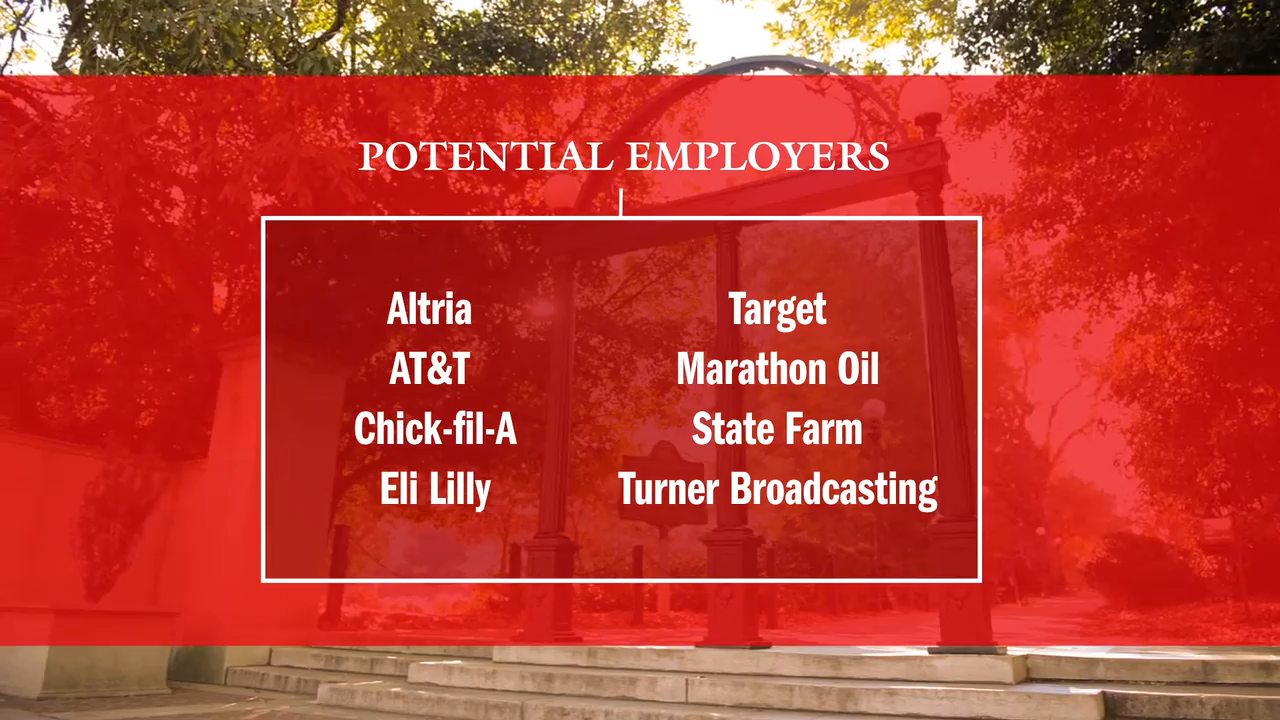 POTENTIAL EMPLOYERS
Altria
AT&T
Chick-fil-A
Eli Lilly
Target
Marathon Oil
State Farm
Turner Broadcasting